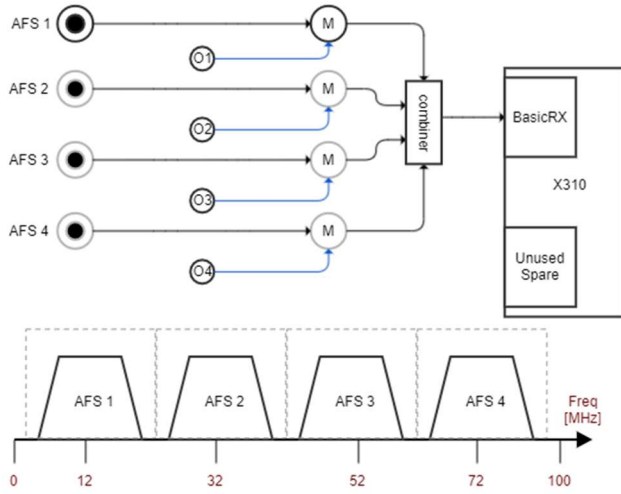 AFS 1
M
O1
AFS 2
M
O2
combiner
BasicRX
AFS 3
M
X310
O3
AFS 4
M
O4
Unused
Spare
AFS 1
AFS 2
AFS 3
AFS 4
Freq
[MHz]
0
12
32
52
72
100